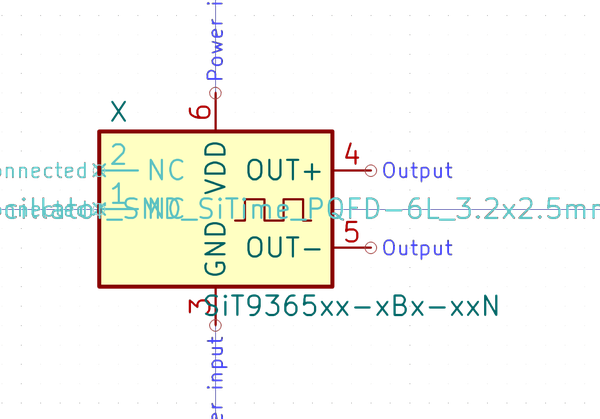 Power i
6
X
VDD
2
NC
onnected
OUT+
4
Output
1
Oscillator_SMD_SiTime_PQFD-6L_3.2x2.5mm
GND
OUT-
5
Output
3
SiT9365xx-xBx-xxN
er input